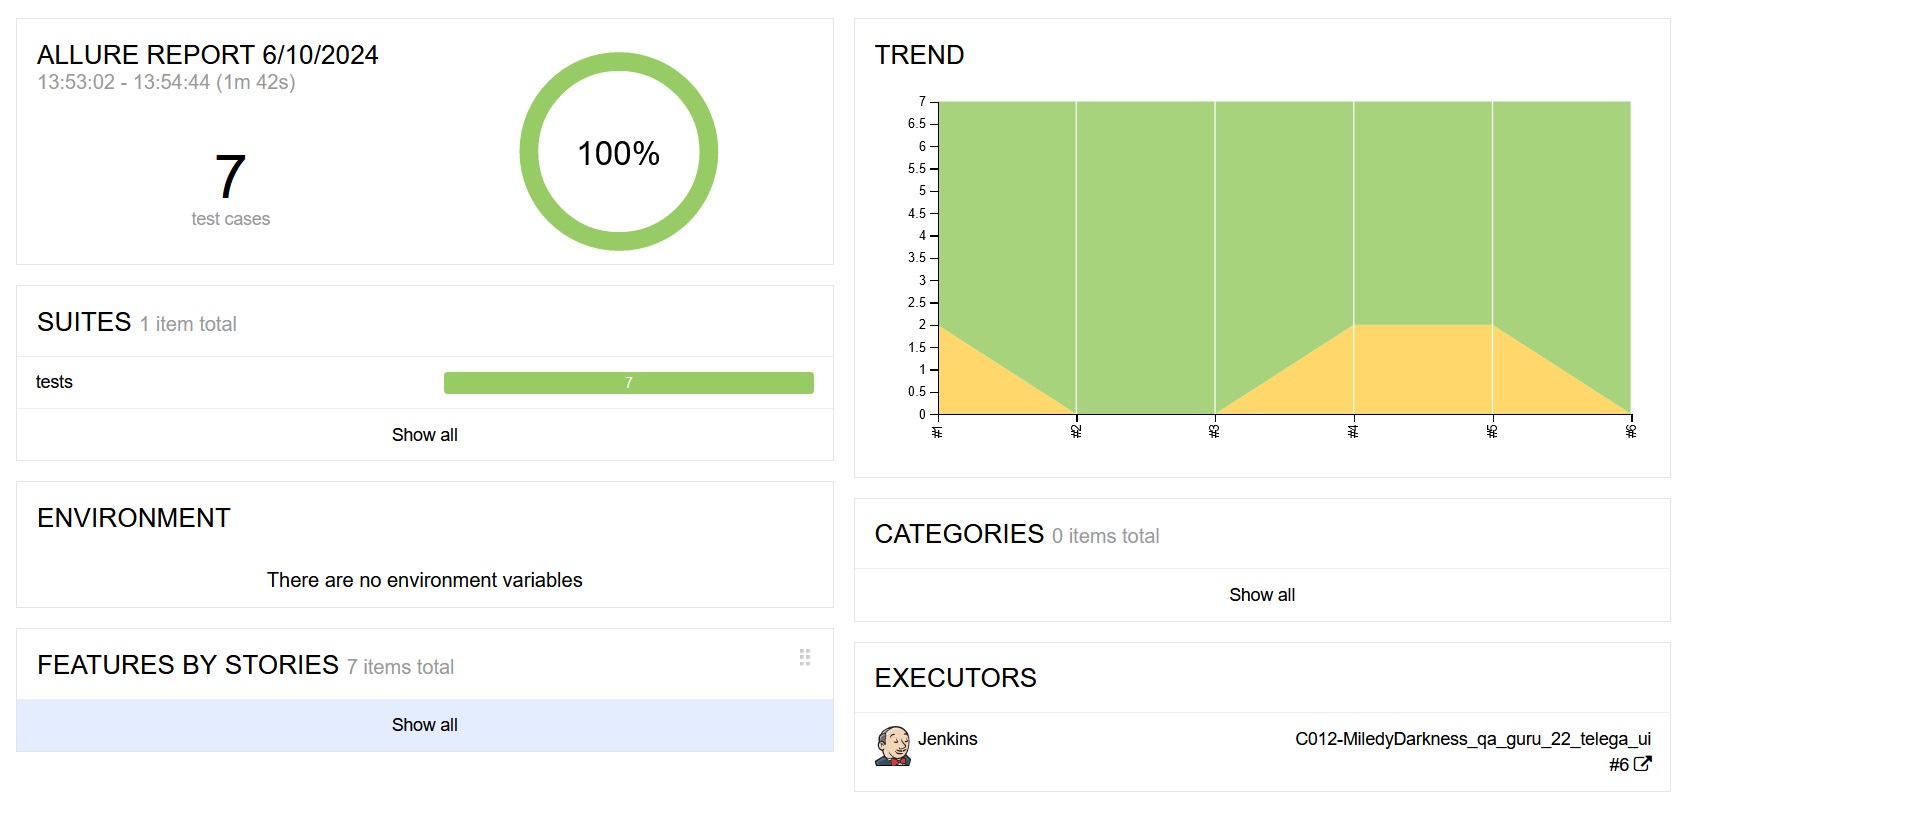 ALLURE REPORT 6/10/2024
13:53:02 - 13:54:44 (1m 42s)
7
test cases
100%
SUITES 1 item total
tests 7
Show all
ENVIRONMENT
There are no environment variables
FEATURES BY STORIES 7 items total
Show all
TREND
7
6.5
6
5.5
5
4.5
4
3.5
3
2.5
2
1.5
1
0.5
0
#1 #2 #3 #4 #5 #6
CATEGORIES 0 items total
Show all
EXECUTORS
Jenkins C012-MiledyDarkness_qa_guru_22_telega_ui
#6